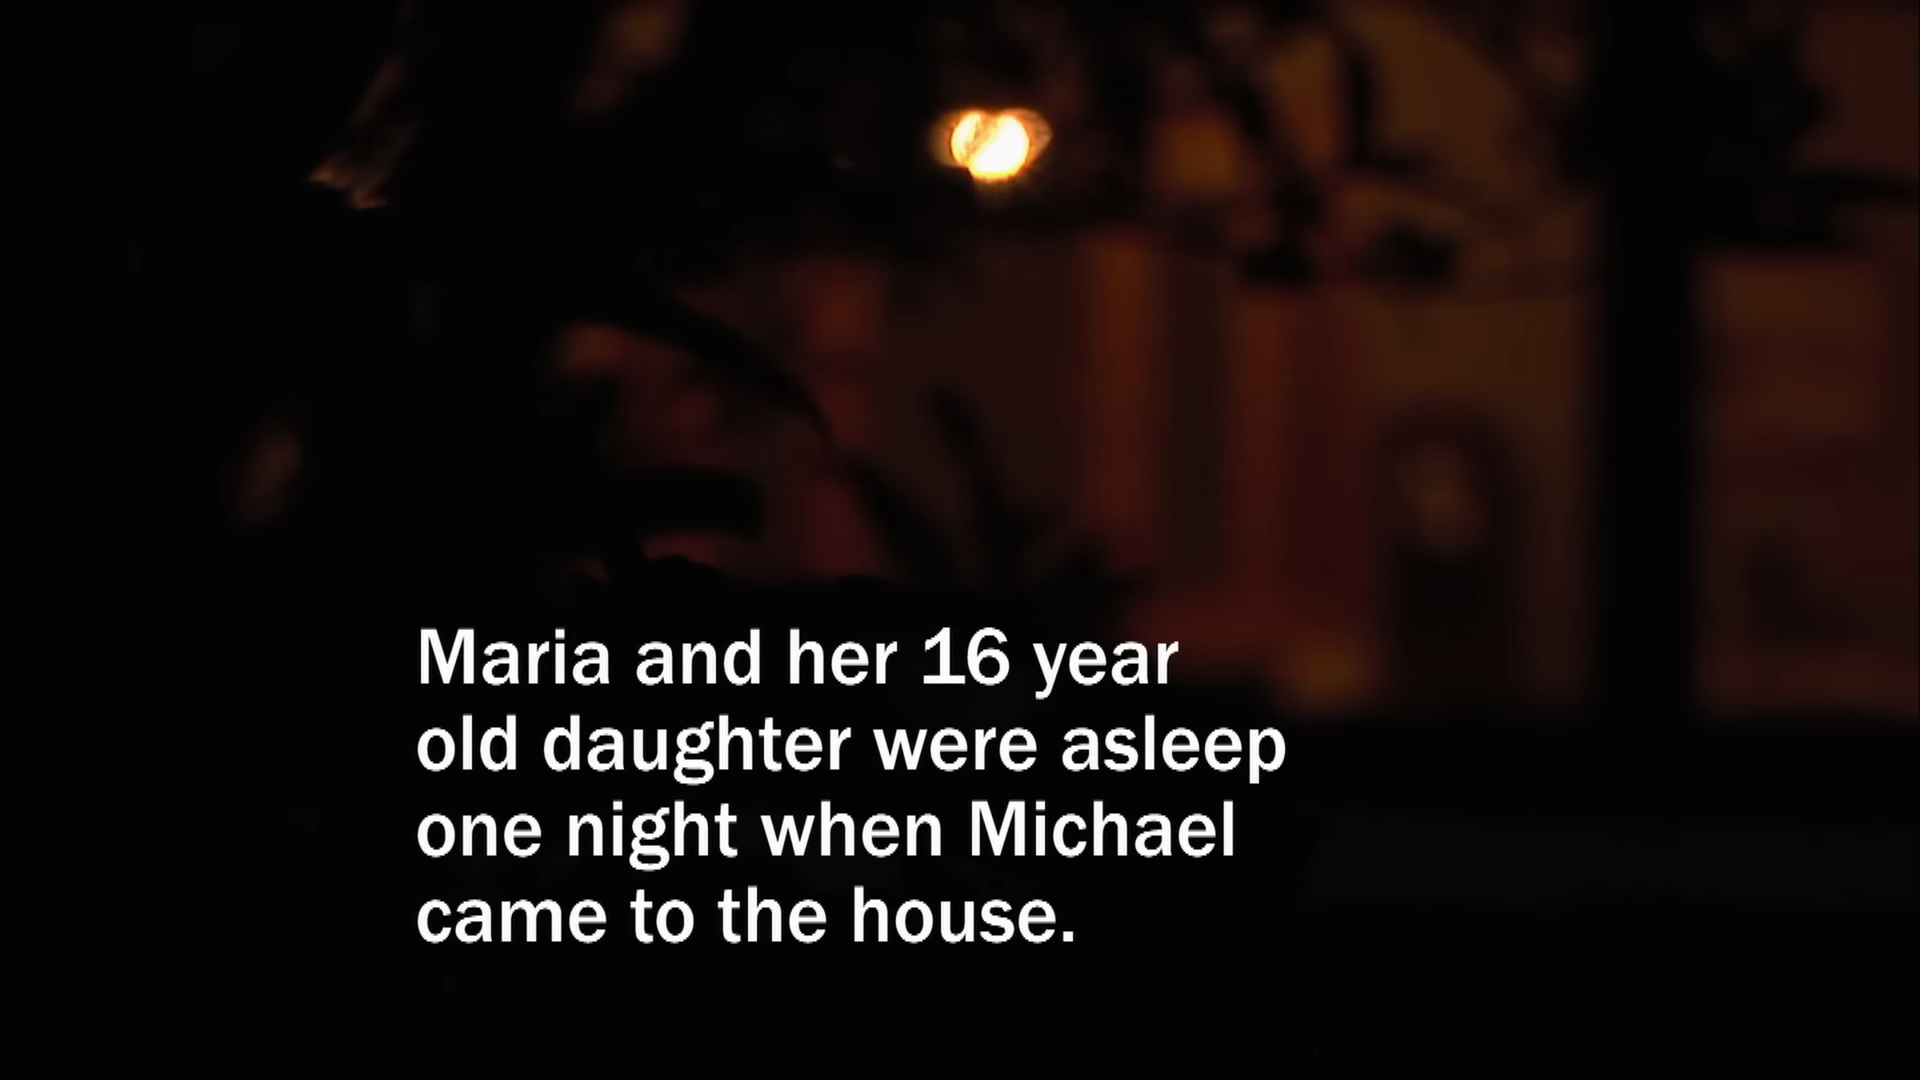 Maria and her 16 year
old daughter were asleep
one night when Michael
came to the house.